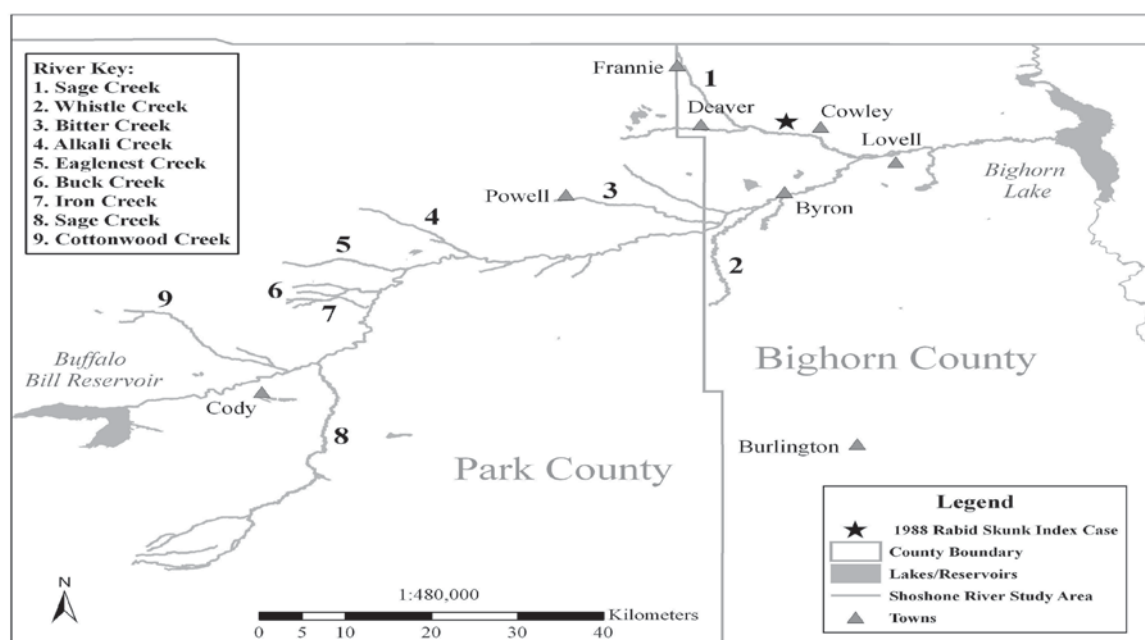 River Key:
1. Sage Creek
2. Whistle Creek
3. Bitter Creek
4. Alkali Creek
5. Eaglenest Creek
6. Buck Creek
7. Iron Creek
8. Sage Creek
9. Cottonwood Creek
Frannie
1
Deaver
Cowley
Lovell
Bighorn
Lake
Powell
3
Byron
4
5
2
6
7
9
Buffalo
Bill Reservoir
Bighorn County
Cody
8
Park County
Burlington
Legend
1988 Rabid Skunk Index Case
County Boundary
Lakes/Reservoirs
Shoshone River Study Area
Towns
N
1:480,000
Kilometers
0 5 10 20 30 40